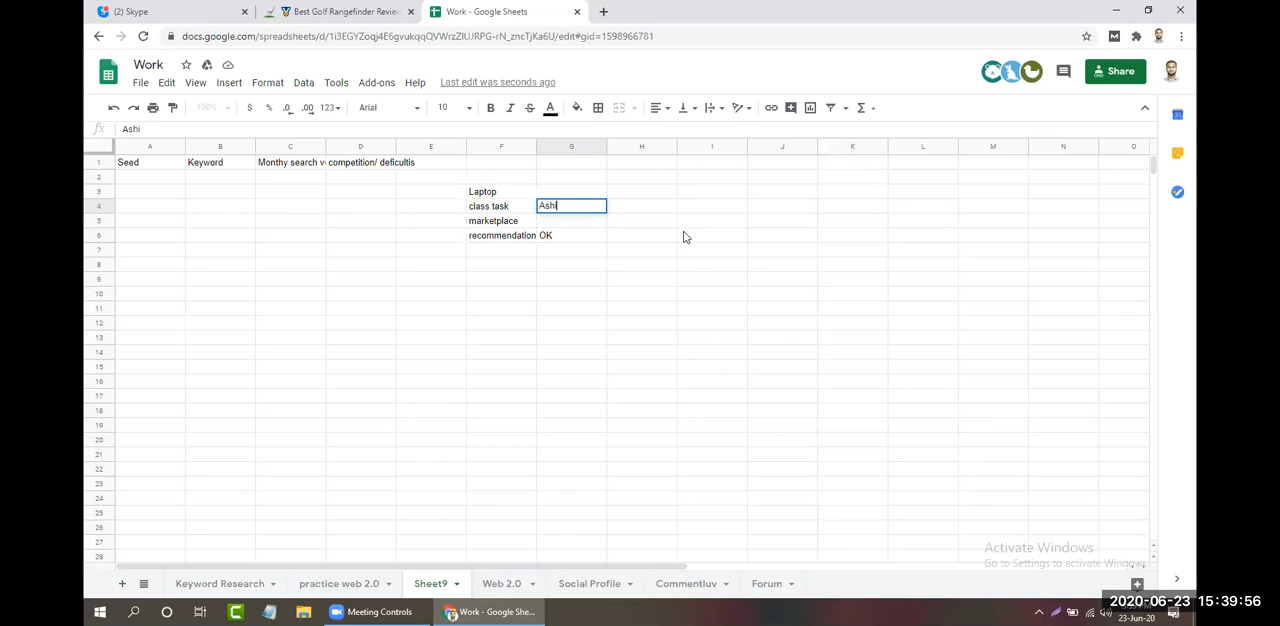 (2) Skype
Best Golf Rangefinder Review
Work - Google Sheets
docs.google.com/spreadsheets/d/1i3EGYZoqj4E6gvukqqQVWrzZlUJRPG-rN_zncTjKa6U/edit#gid=1598966781
Work
File Edit View Insert Format Data Tools Add-ons Help Last edit was seconds ago
Share
100% $ % .0 .00 123 Arial 10 B I S A
fx Ashi
A B C D E F G H I J K L M N O
1 Seed Keyword Monthy search v competition/ deficultis
2
3 Laptop
4 class task Ashi
5 marketplace
6 recommendation OK
7
8
9
10
11
12
13
14
15
16
17
18
19
20
21
22
23
24
25
26
27
28
Activate Windows
Go to Settings to activate Windows.
Keyword Research practice web 2.0 Sheet9 Web 2.0 Social Profile Commentluv Forum
Meeting Controls Work - Google She...
2020-06-23 15:39:56
23-Jun-20